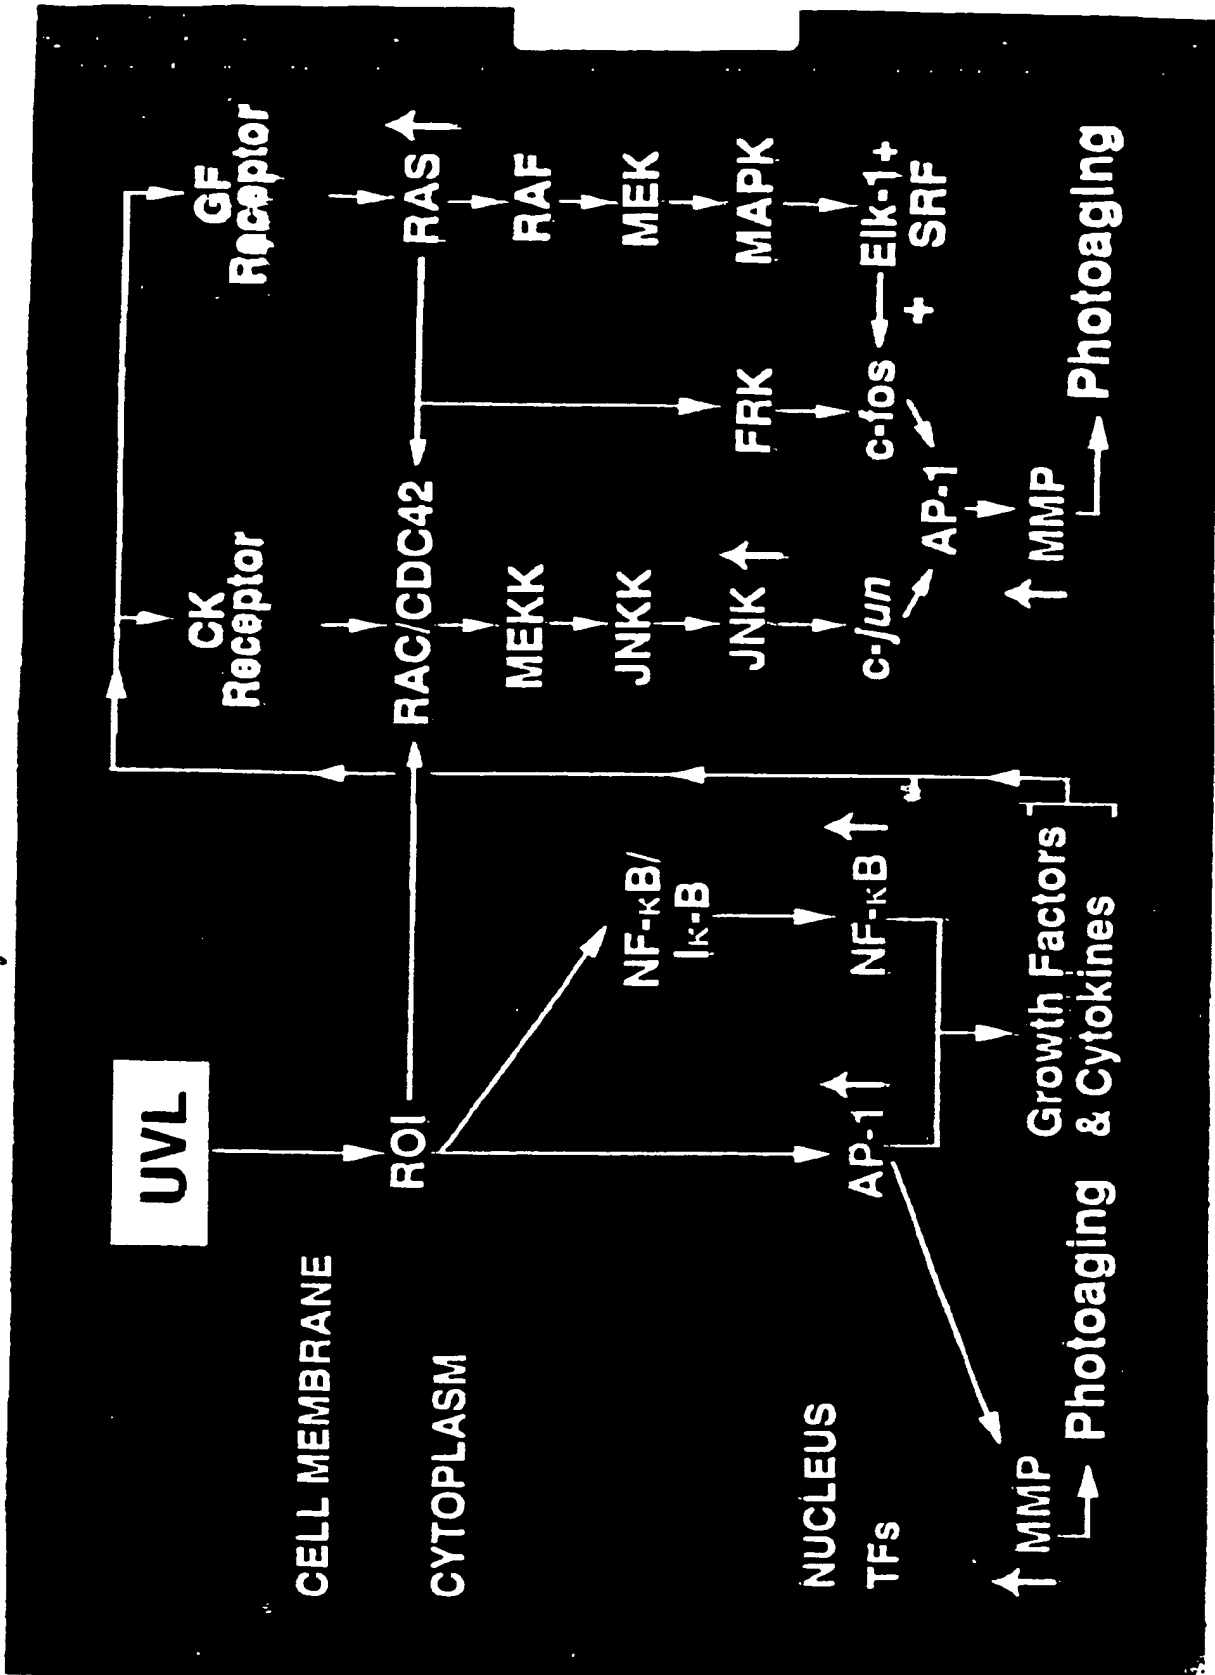 UVL
GF
Receptor
CK
Receptor
CELL MEMBRANE
CYTOPLASM
ROI
RAC/CDC42
RAS
MEKK
RAF
NF-κB/
Iκ-B
JNKK
MEK
JNK
FRK
MAPK
NUCLEUS
TFs
AP-1
NF-κB
c-jun
c-fos
Elk-1+
SRF
+
AP-1
MMP
Growth Factors
& Cytokines
MMP
Photoaging
Photoaging